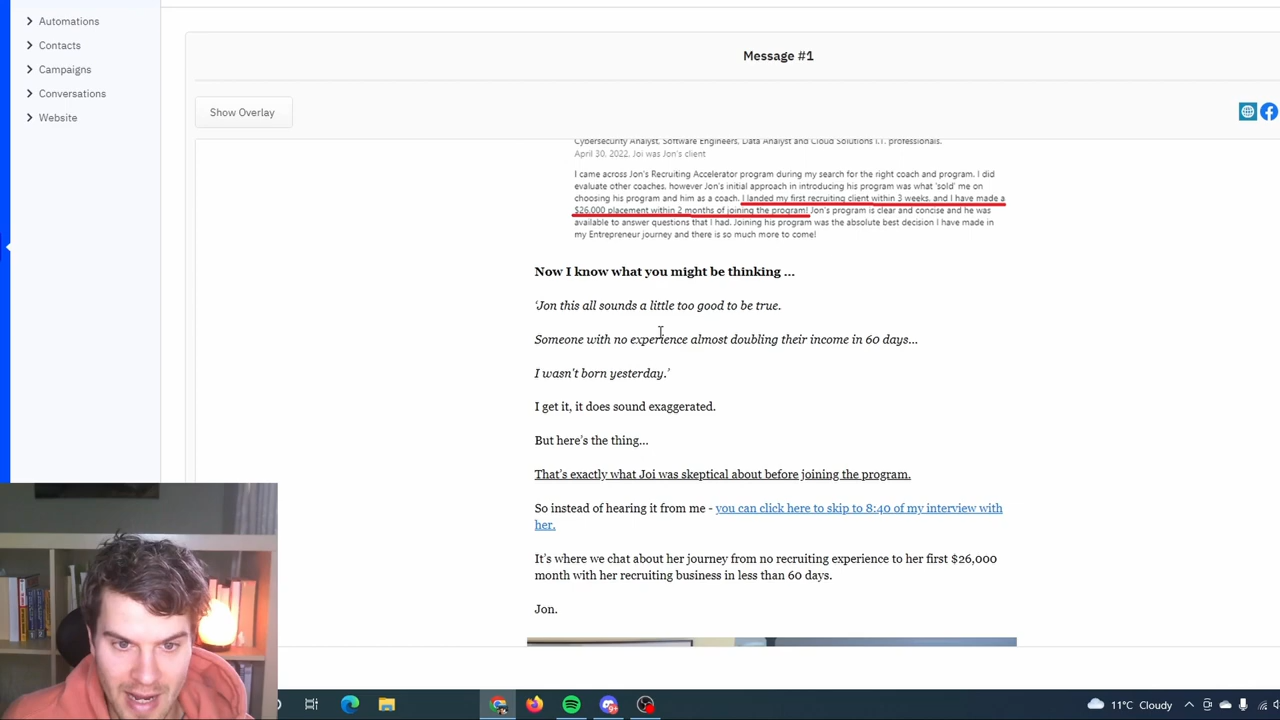 Automations
Contacts
Campaigns
Conversations
Website
Message #1
Show Overlay
Cybersecurity Analyst, Software Engineers, Data Analyst and Cloud Solutions I.T. professionals.
April 30, 2022, Joi was Jon's client
I came across Jon's Recruiting Accelerator program during my search for the right coach and program. I did
evaluate other coaches, however Jon's initial approach in introducing his program was what 'sold' me on
choosing his program and him as a coach. I landed my first recruiting client within 3 weeks, and I have made a
$26,000 placement within 2 months of joining the program! Jon's program is clear and concise and he was
available to answer questions that I had. Joining his program was the absolute best decision I have made in
my Entrepreneur journey and there is so much more to come!
Now I know what you might be thinking ...
‘Jon this all sounds a little too good to be true.
Someone with no experience almost doubling their income in 60 days...
I wasn't born yesterday.’
I get it, it does sound exaggerated.
But here’s the thing...
That’s exactly what Joi was skeptical about before joining the program.
So instead of hearing it from me - you can click here to skip to 8:40 of my interview with
her.
It’s where we chat about her journey from no recruiting experience to her first $26,000
month with her recruiting business in less than 60 days.
Jon.
11°C Cloudy